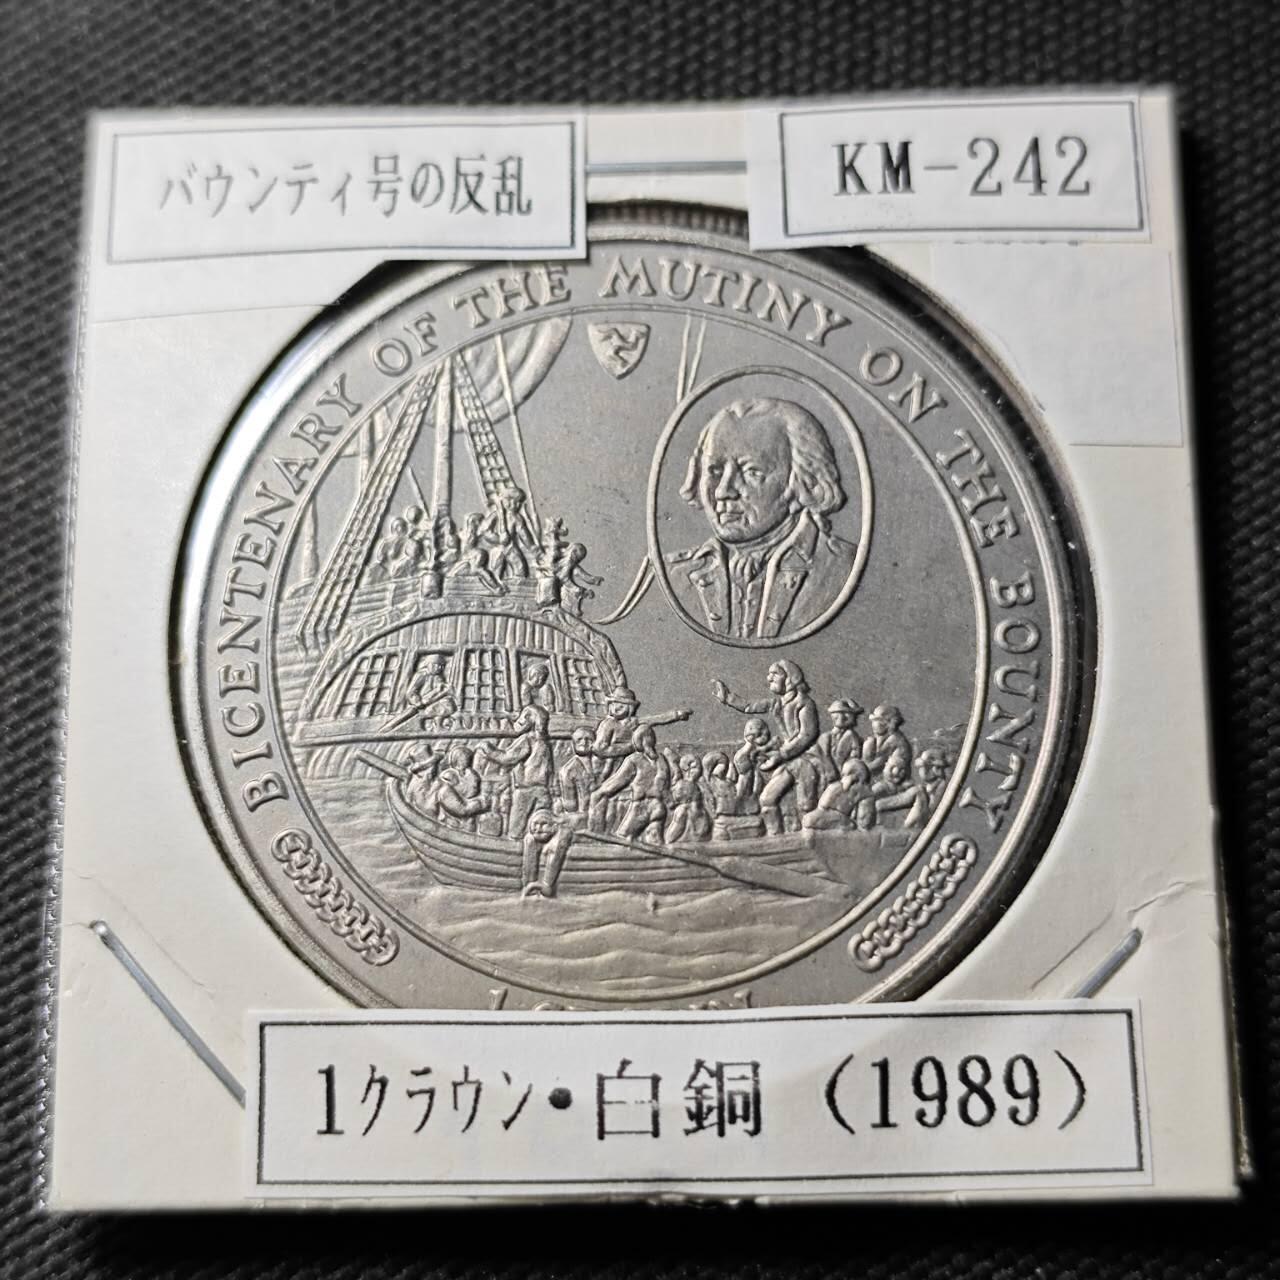 バウンティ号の反乱
KM-242
BICENTENARY OF THE MUTINY ON THE BOUNTY
BOUNTY
1クラウン・白銅(1989)